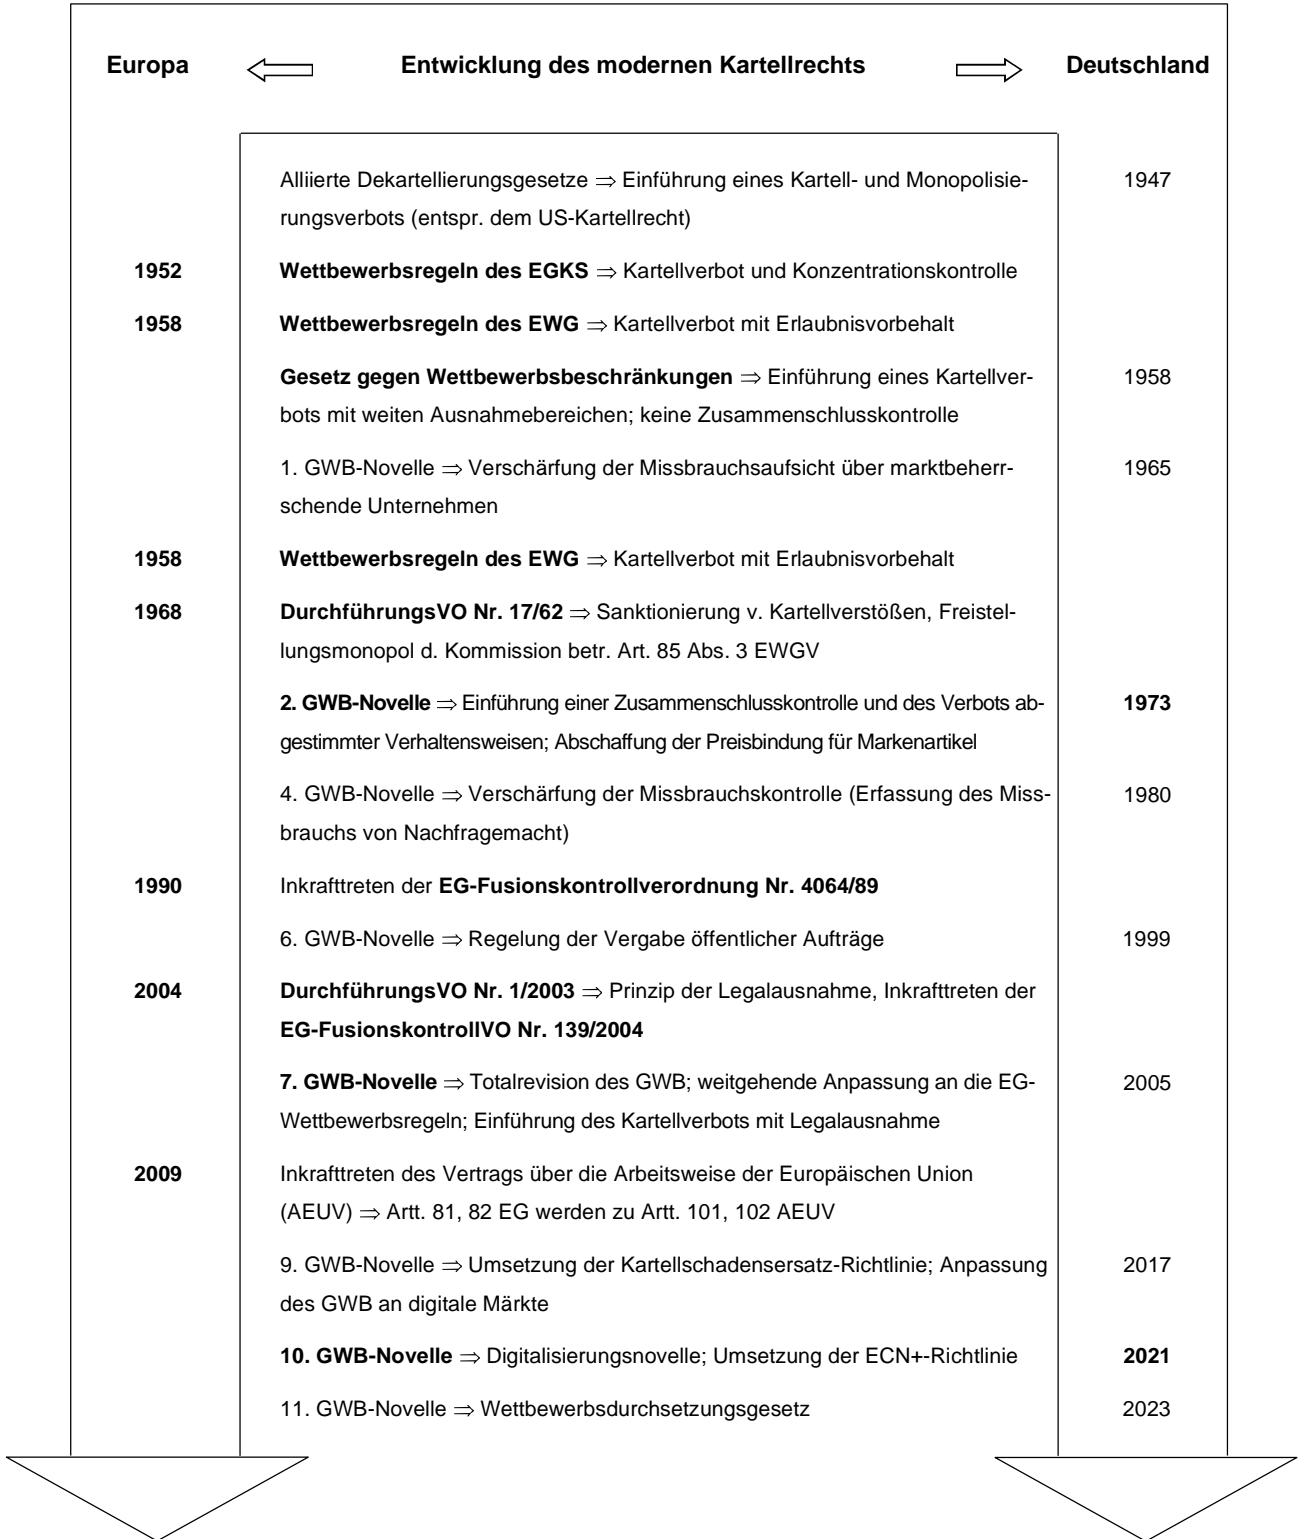 Europa Entwicklung des modernen Kartellrechts Deutschland
Alliierte Dekartellierungsgesetze ⇒ Einführung eines Kartell- und Monopolisie- 1947
rungsverbots (entspr. dem US-Kartellrecht)
1952 Wettbewerbsregeln des EGKS ⇒ Kartellverbot und Konzentrationskontrolle
1958 Wettbewerbsregeln des EWG ⇒ Kartellverbot mit Erlaubnisvorbehalt
Gesetz gegen Wettbewerbsbeschränkungen ⇒ Einführung eines Kartellver- 1958
bots mit weiten Ausnahmebereichen; keine Zusammenschlusskontrolle
1. GWB-Novelle ⇒ Verschärfung der Missbrauchsaufsicht über marktbeherr- 1965
schende Unternehmen
1958 Wettbewerbsregeln des EWG ⇒ Kartellverbot mit Erlaubnisvorbehalt
1968 DurchführungsVO Nr. 17/62 ⇒ Sanktionierung v. Kartellverstößen, Freistel-
lungsmonopol d. Kommission betr. Art. 85 Abs. 3 EWGV
2. GWB-Novelle ⇒ Einführung einer Zusammenschlusskontrolle und des Verbots ab- 1973
gestimmter Verhaltensweisen; Abschaffung der Preisbindung für Markenartikel
4. GWB-Novelle ⇒ Verschärfung der Missbrauchskontrolle (Erfassung des Miss- 1980
brauchs von Nachfragemacht)
1990 Inkrafttreten der EG-Fusionskontrollverordnung Nr. 4064/89
6. GWB-Novelle ⇒ Regelung der Vergabe öffentlicher Aufträge 1999
2004 DurchführungsVO Nr. 1/2003 ⇒ Prinzip der Legalausnahme, Inkrafttreten der
EG-FusionskontrollVO Nr. 139/2004
7. GWB-Novelle ⇒ Totalrevision des GWB; weitgehende Anpassung an die EG- 2005
Wettbewerbsregeln; Einführung des Kartellverbots mit Legalausnahme
2009 Inkrafttreten des Vertrags über die Arbeitsweise der Europäischen Union
(AEUV) ⇒ Artt. 81, 82 EG werden zu Artt. 101, 102 AEUV
9. GWB-Novelle ⇒ Umsetzung der Kartellschadensersatz-Richtlinie; Anpassung 2017
des GWB an digitale Märkte
10. GWB-Novelle ⇒ Digitalisierungsnovelle; Umsetzung der ECN+-Richtlinie 2021
11. GWB-Novelle ⇒ Wettbewerbsdurchsetzungsgesetz 2023